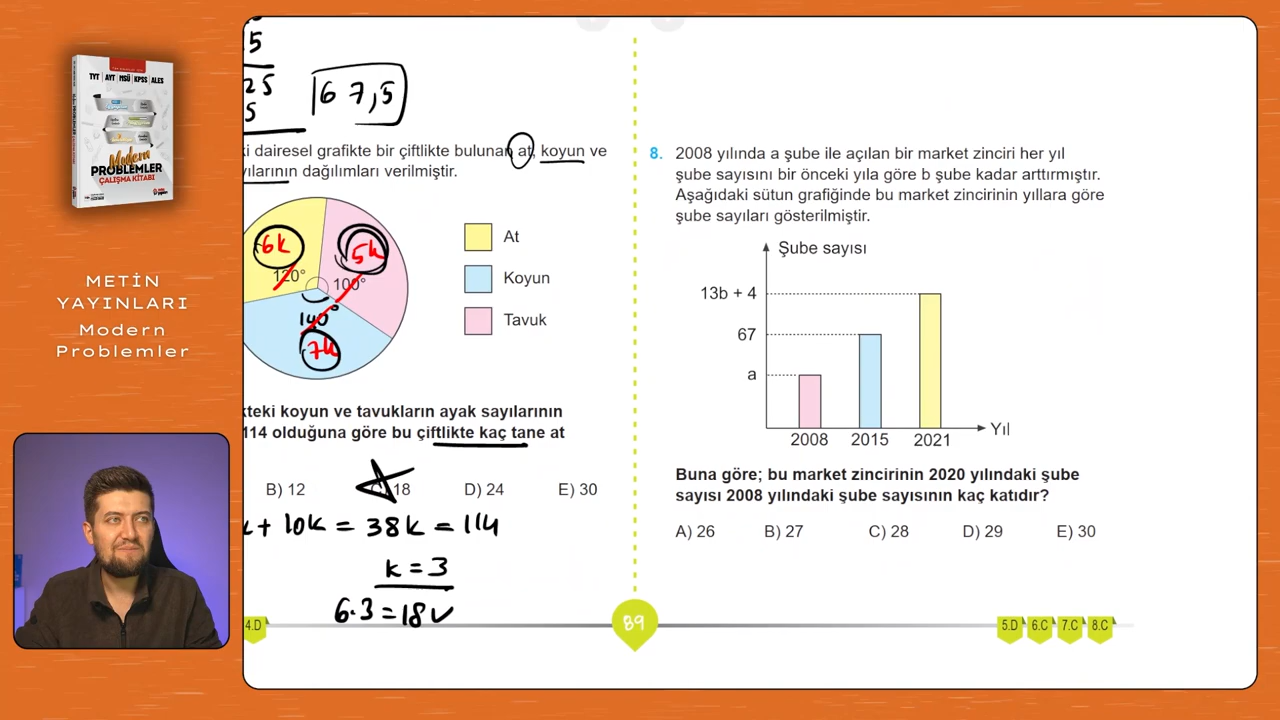 TYT AYT MSÜ KPSS ALES
Modern
PROBLEMLER
ÇALIŞMA KİTABI
METİN
YAYINLARI
Modern
Problemler
5
25
5
67,5
ki dairesel grafikte bir çiftlikte bulunan at, koyun ve
yılarının dağılımları verilmiştir.
6k
5k
120°
100°
140°
7k
At
Koyun
Tavuk
kteki koyun ve tavukların ayak sayılarının
114 olduğuna göre bu çiftlikte kaç tane at
B) 12
C) 18
D) 24
E) 30
k + 10k = 38k = 114
k = 3
6.3 = 18
4.D
89
8. 2008 yılında a şube ile açılan bir market zinciri her yıl
şube sayısını bir önceki yıla göre b şube kadar arttırmıştır.
Aşağıdaki sütun grafiğinde bu market zincirinin yıllara göre
şube sayıları gösterilmiştir.
Şube sayısı
13b + 4
67
a
2008 2015 2021
Yıl
Buna göre; bu market zincirinin 2020 yılındaki şube
sayısı 2008 yılındaki şube sayısının kaç katıdır?
A) 26 B) 27 C) 28 D) 29 E) 30
5.D 6.C 7.C 8.C